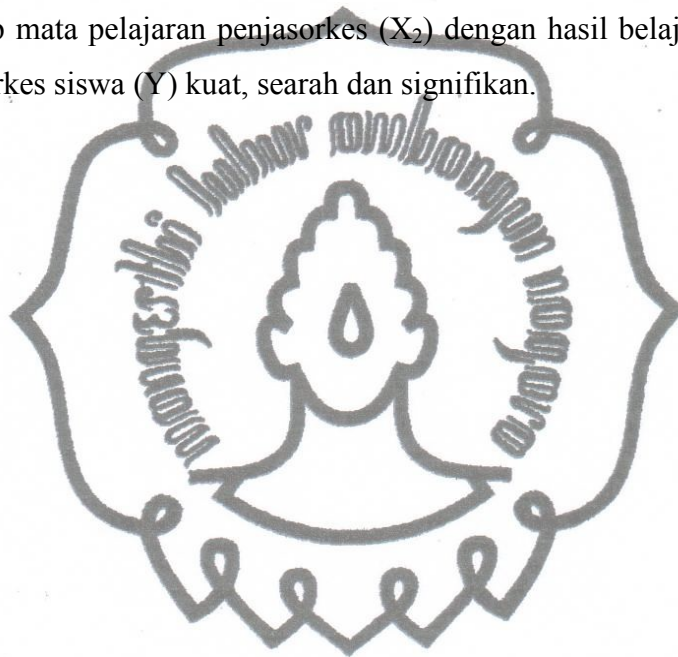 mata pelajaran penjasorkes (X₂) dengan hasil belaj
rkes siswa (Y) kuat, searah dan signifikan.